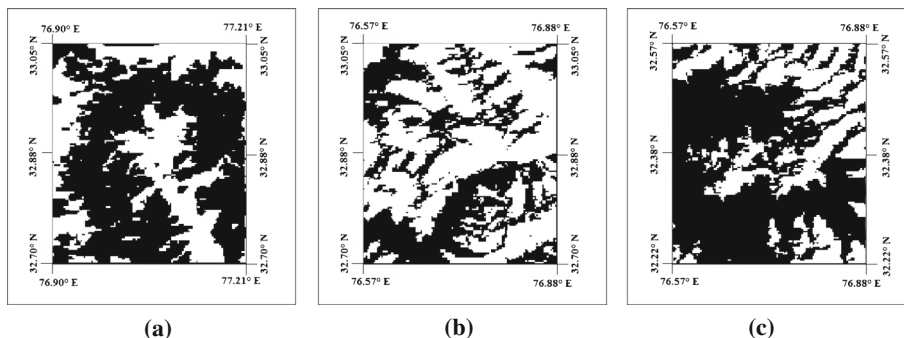 76.90° E 77.21° E
33.05° N 33.05° N
32.88° N 32.88° N
32.70° N 32.70° N
76.90° E 77.21° E
(a)
76.57° E 76.88° E
33.05° N 33.05° N
32.88° N 32.88° N
32.70° N 32.70° N
76.57° E 76.88° E
(b)
76.57° E 76.88° E
32.57° N 32.57° N
32.38° N 32.38° N
32.22° N 32.22° N
76.57° E 76.88° E
(c)